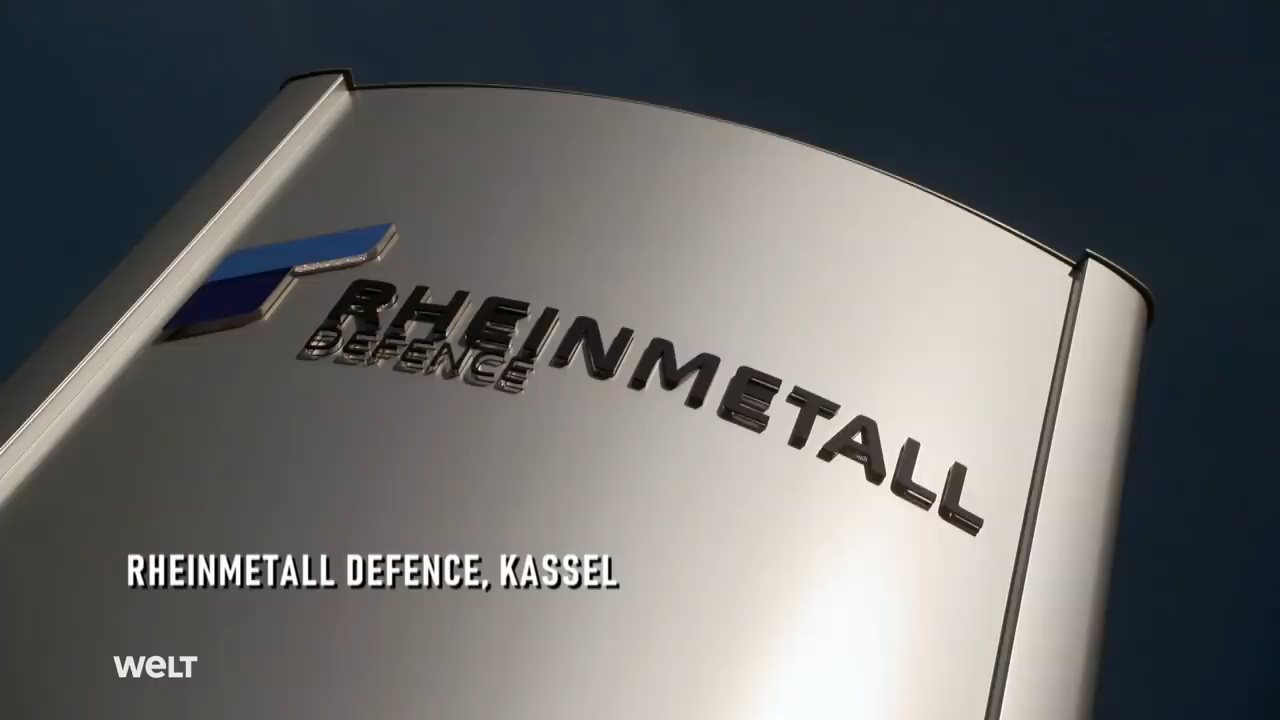 RHEINMETALL
DEFENCE
RHEINMETALL DEFENCE, KASSEL
WELT